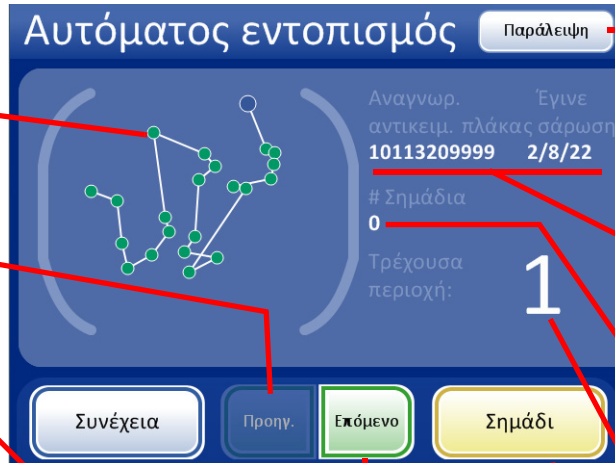 Αυτόματος εντοπισμός
Παράλειψη
Αναγνωρ. Έγινε
αντικειμ. πλάκας σάρωση
10113209999 2/8/22
# Σημάδια
0
Τρέχουσα
περιοχή:
1
Συνέχεια
Προηγ.
Επόμενο
Σημάδι